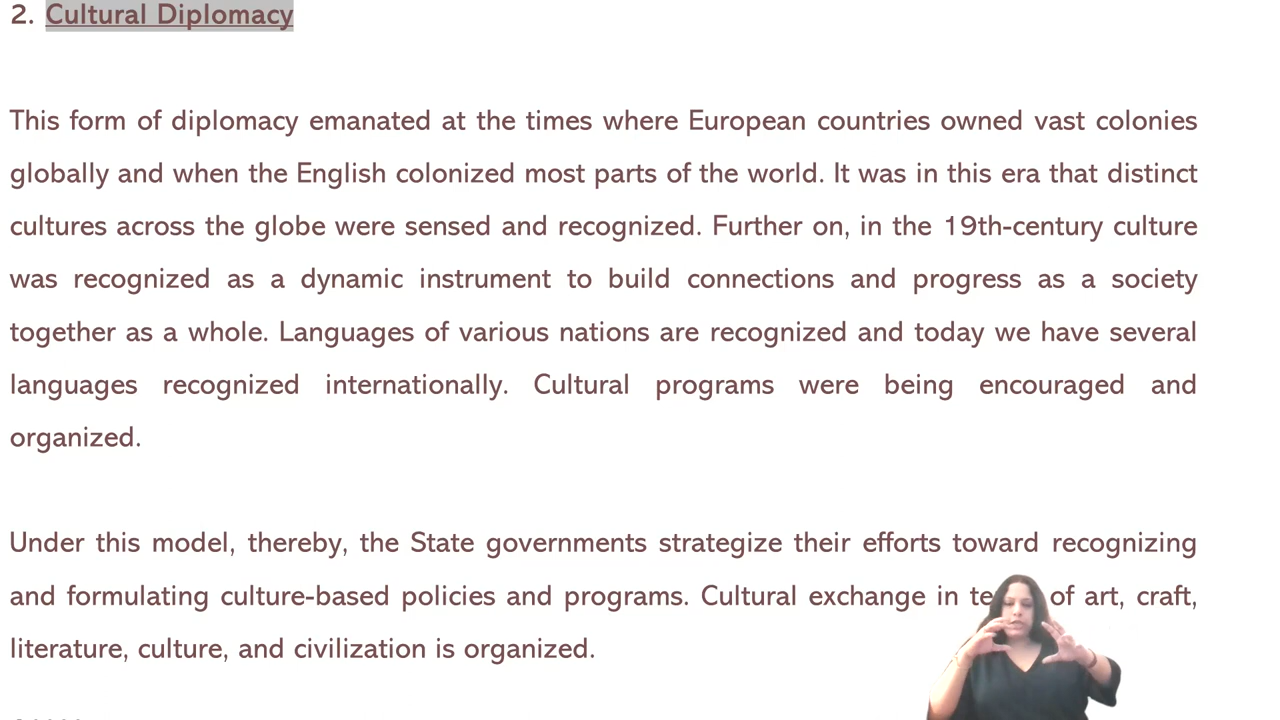 2. Cultural Diplomacy
This form of diplomacy emanated at the times where European countries owned vast colonies
globally and when the English colonized most parts of the world. It was in this era that distinct
cultures across the globe were sensed and recognized. Further on, in the 19th-century culture
was recognized as a dynamic instrument to build connections and progress as a society
together as a whole. Languages of various nations are recognized and today we have several
languages recognized internationally. Cultural programs were being encouraged and
organized.
Under this model, thereby, the State governments strategize their efforts toward recognizing
and formulating culture-based policies and programs. Cultural exchange in of art, craft,
literature, culture, and civilization is organized.